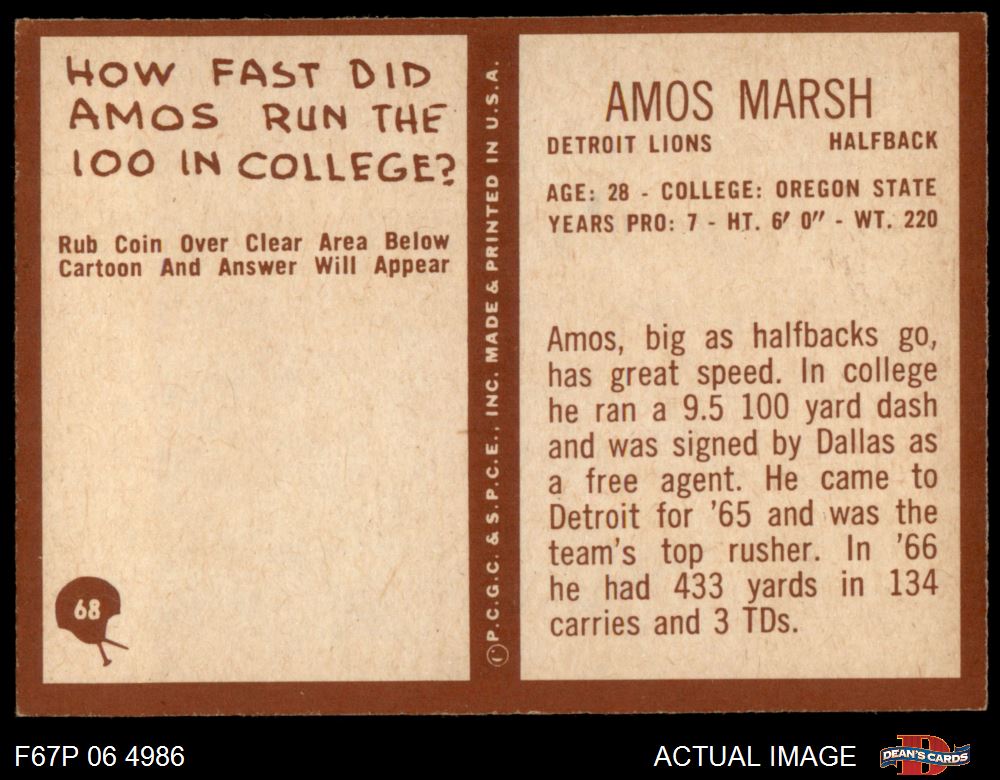 HOW FAST DID
AMOS RUN THE
100 IN COLLEGE?
Rub Coin Over Clear Area Below
Cartoon And Answer Will Appear
68
© P.C.G.C. & S.P.C.E., INC. MADE & PRINTED IN U.S.A.
AMOS MARSH
DETROIT LIONS HALFBACK
AGE: 28 - COLLEGE: OREGON STATE
YEARS PRO: 7 - HT. 6′ 0″ - WT. 220
Amos, big as halfbacks go,
has great speed. In college
he ran a 9.5 100 yard dash
and was signed by Dallas as
a free agent. He came to
Detroit for '65 and was the
team's top rusher. In '66
he had 433 yards in 134
carries and 3 TDs.
F67P 06 4986
ACTUAL IMAGE
D
DEAN'S CARDS